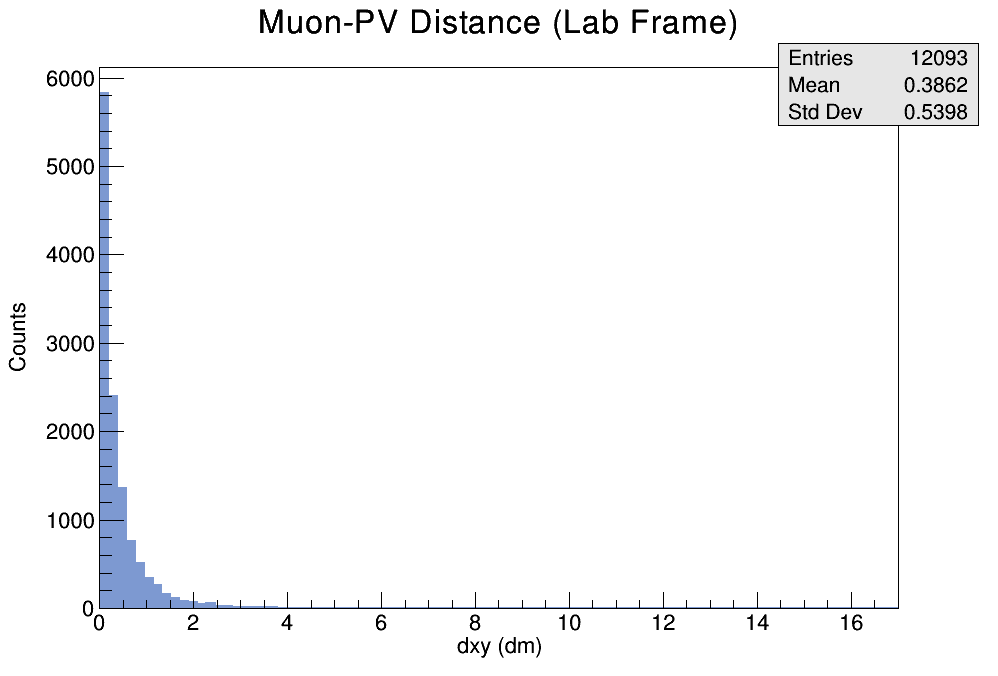 Muon-PV Distance (Lab Frame)
Entries 12093
Mean 0.3862
Std Dev 0.5398
6000
5000
4000
3000
2000
1000
0
Counts
0 2 4 6 8 10 12 14 16
dxy (dm)